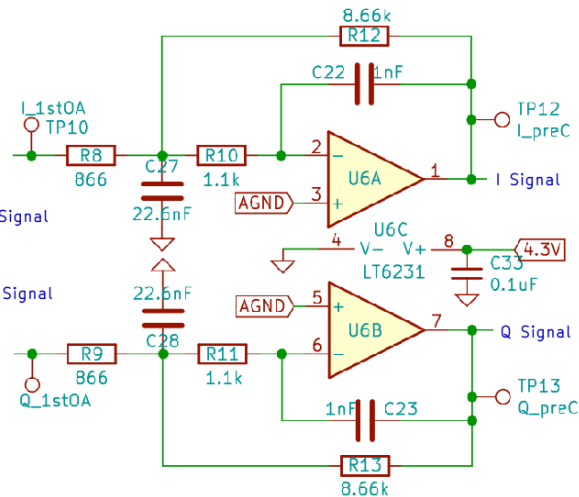 8.66k
R12
C22 1nF
I_1stOA
TP10
TP12
I_preC
R8
C27
R10
2
−
1
866
1.1k
U6A
I Signal
AGND
3
+
Signal
22.6nF
U6C
4
V− V+
8
4.3V
LT6231
C33
0.1uF
Signal
22.6nF
AGND
5
+
U6B
7
Q Signal
R9
C28
R11
6
−
866
1.1k
Q_1stOA
1nF C23
TP13
Q_preC
R13
8.66k